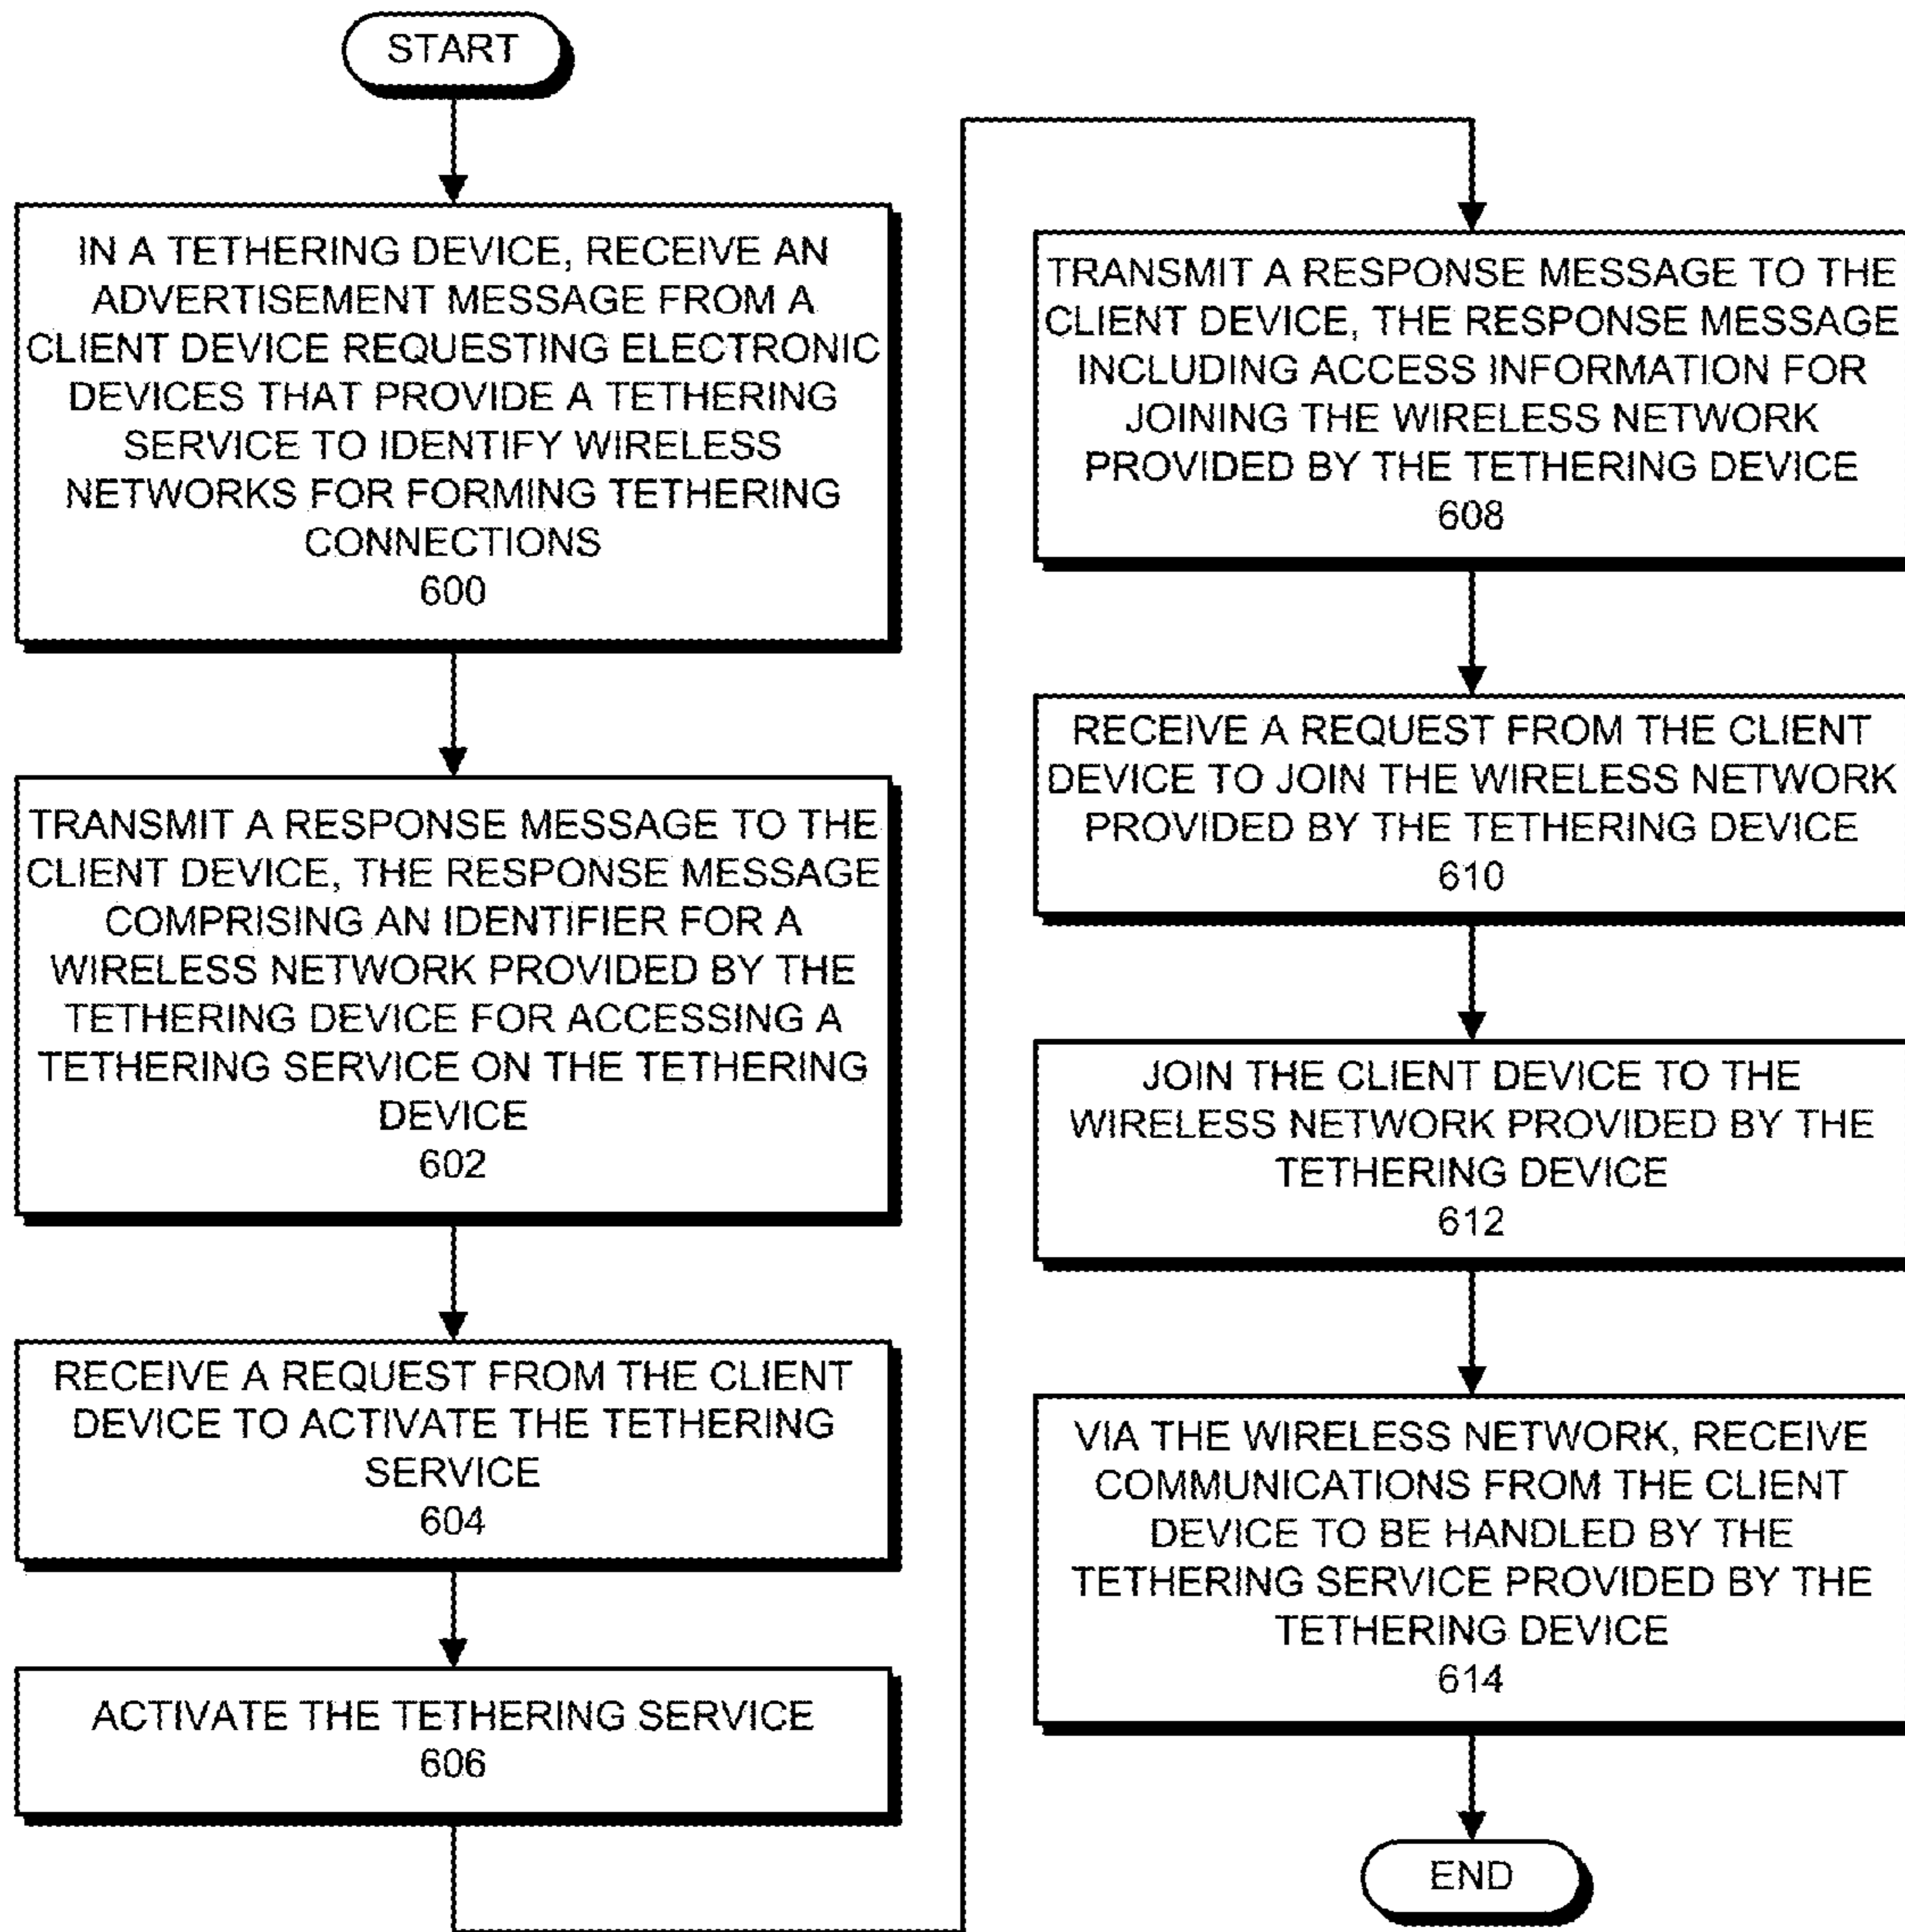 START
IN A TETHERING DEVICE, RECEIVE AN
ADVERTISEMENT MESSAGE FROM A
CLIENT DEVICE REQUESTING ELECTRONIC
DEVICES THAT PROVIDE A TETHERING
SERVICE TO IDENTIFY WIRELESS
NETWORKS FOR FORMING TETHERING
CONNECTIONS
600
TRANSMIT A RESPONSE MESSAGE TO THE
CLIENT DEVICE, THE RESPONSE MESSAGE
COMPRISING AN IDENTIFIER FOR A
WIRELESS NETWORK PROVIDED BY THE
TETHERING DEVICE FOR ACCESSING A
TETHERING SERVICE ON THE TETHERING
DEVICE
602
RECEIVE A REQUEST FROM THE CLIENT
DEVICE TO ACTIVATE THE TETHERING
SERVICE
604
ACTIVATE THE TETHERING SERVICE
606
TRANSMIT A RESPONSE MESSAGE TO THE
CLIENT DEVICE, THE RESPONSE MESSAGE
INCLUDING ACCESS INFORMATION FOR
JOINING THE WIRELESS NETWORK
PROVIDED BY THE TETHERING DEVICE
608
RECEIVE A REQUEST FROM THE CLIENT
DEVICE TO JOIN THE WIRELESS NETWORK
PROVIDED BY THE TETHERING DEVICE
610
JOIN THE CLIENT DEVICE TO THE
WIRELESS NETWORK PROVIDED BY THE
TETHERING DEVICE
612
VIA THE WIRELESS NETWORK, RECEIVE
COMMUNICATIONS FROM THE CLIENT
DEVICE TO BE HANDLED BY THE
TETHERING SERVICE PROVIDED BY THE
TETHERING DEVICE
614
END